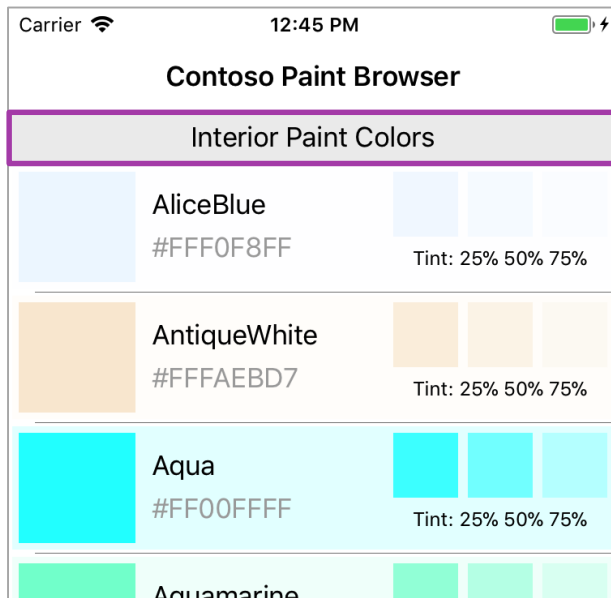 Carrier
12:45 PM
Contoso Paint Browser
Interior Paint Colors
AliceBlue
#FFF0F8FF
Tint: 25% 50% 75%
AntiqueWhite
#FFFAEBD7
Tint: 25% 50% 75%
Aqua
#FF00FFFF
Tint: 25% 50% 75%
Aquamarine